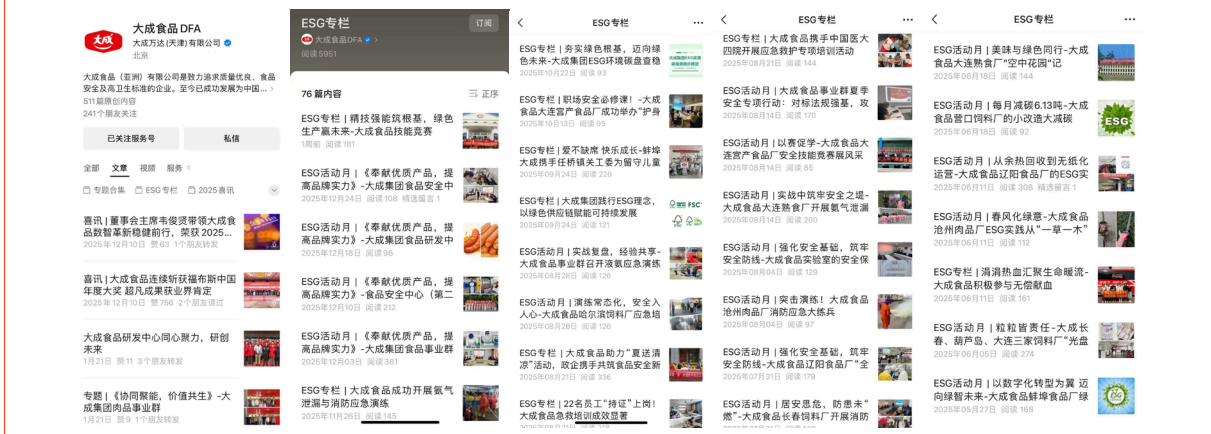 大成
大成食品 DFA
大成万达(天津)有限公司
北京
大成食品（亚洲）有限公司是致力追求质量优良、食品
安全及高卫生标准的企业。至今已成功发展为中国...
511篇原创内容
241个朋友关注
已关注服务号
私信
全部 文章 视频 服务
专题合集 ESG专栏 2025喜讯
喜讯 | 董会主席韦俊贤带领大成食
品数智革新稳健前行，荣获 2025...
2025年12月10日 赞63 1个朋友转发
喜讯 | 大成食品连续斩获福布斯中国
年度大奖 超凡成果获业界肯定
2025年12月10日 赞756 2个朋友读过
大成食品研发中心同心聚力，研创
未来
1月21日 赞11 3个朋友转发
专题 |《协同聚能，价值共生》-大
成集团肉品事业群
1月21日 赞9 1个朋友转发
ESG专栏
订阅
大成食品DFA
阅读 5951
76 篇内容
正序
ESG专栏 | 精技强能筑根基，绿色
生产赢未来-大成食品技能竞赛
1周前 阅读 181
ESG活动月 |《奉献优质产品，提
高品牌实力》-大成集团食品安全中
2025年12月24日 阅读 108 精选留言 1
ESG活动月 |《奉献优质产品，提
高品牌实力》-大成集团食品研发中
2025年12月18日 阅读 96
ESG活动月 |《奉献优质产品，提
高品牌实力》-食品安全中心（第二
2025年12月10日 阅读 212
ESG活动月 |《奉献优质产品，提
高品牌实力》-大成集团食品事业群
2025年12月03日 阅读 381
ESG专栏 | 大成食品成功开展氨气
泄漏与消防应急演练
2025年11月26日 阅读 145
ESG专栏
ESG专栏 | 夯实绿色根基，迈向绿
色未来-大成集团ESG环境碳盘查稳
2025年10月22日 阅读 93
ESG专栏 | 职场安全必修课！-大成
食品大连宫产食品厂成功举办“护身
2025年10月13日 阅读 95
ESG专栏 | 爱不缺席 快乐成长-蚌埠
大成携手任桥镇关工委为留守儿童
2025年09月24日 阅读 226
ESG专栏 | 大成集团践行ESG理念，
以绿色供应链赋能可持续发展
2025年09月24日 阅读 121
FSC
ESG活动月 | 实战复盘，经验共享-
大成食品事业群召开液氨应急演练
2025年08月28日 阅读 126
ESG活动月 | 演练常态化，安全入
人心-大成食品哈尔滨饲料厂应急培
2025年08月28日 阅读 126
ESG专栏 | 大成食品助力“夏送清
凉”活动，政企携手共筑食品安全新
2025年08月21日 阅读 336
ESG专栏 | 22名员工“持证”上岗！
大成食品急救培训成效显著
2025年08月21日 阅读 218
ESG专栏
ESG专栏 | 大成食品携手中国医大
四院开展应急救护专项培训活动
2025年08月21日 阅读 144
ESG活动月 | 大成食品事业群夏季
安全专项行动：对标法规强基，攻
2025年08月14日 阅读 170
ESG活动月 | 以赛促学-大成食品大
连宫产食品厂安全技能竞赛展风采
2025年08月14日 阅读 85
ESG活动月 | 实战中筑牢安全之堤-
大成食品大连熟食厂开展氨气泄漏
2025年08月14日 阅读 200
ESG活动月 | 强化安全基础，筑牢
安全防线-大成食品实验室的安全保
2025年08月04日 阅读 129
ESG活动月 | 突击演练！大成食品
沧州肉品厂消防应急大练兵
2025年08月04日 阅读 97
ESG活动月 | 强化安全基础，筑牢
安全防线-大成食品辽阳食品厂“全
2025年07月31日 阅读 179
ESG活动月 | 居安思危，防患未“
燃”-大成食品长春饲料厂开展消防
ESG专栏
ESG活动月 | 美味与绿色同行-大成
食品大连熟食厂"空中花园"记
2025年06月18日 阅读 144
ESG活动月 | 每月减碳6.13吨-大成
食品营口饲料厂的小改造大减碳
2025年06月18日 阅读 92
ESG
ESG活动月 | 从余热回收到无纸化
运营-大成食品辽阳食品厂的ESG实
2025年06月11日 阅读 308 精选留言 1
ESG活动月 | 春风化绿意-大成食品
沧州肉品厂ESG实践从“一草一木”
2025年06月11日 阅读 112
ESG专栏 | 涓涓热血汇聚生命暖流-
大成食品积极参与无偿献血
2025年06月11日 阅读 161
ESG活动月 | 粒粒皆责任-大成长
春、葫芦岛、大连三家饲料厂“光盘
2025年06月05日 阅读 274
ESG活动月 | 以数字化转型为翼 迈
向绿智未来-大成食品蚌埠食品厂绿
2025年05月27日 阅读 168